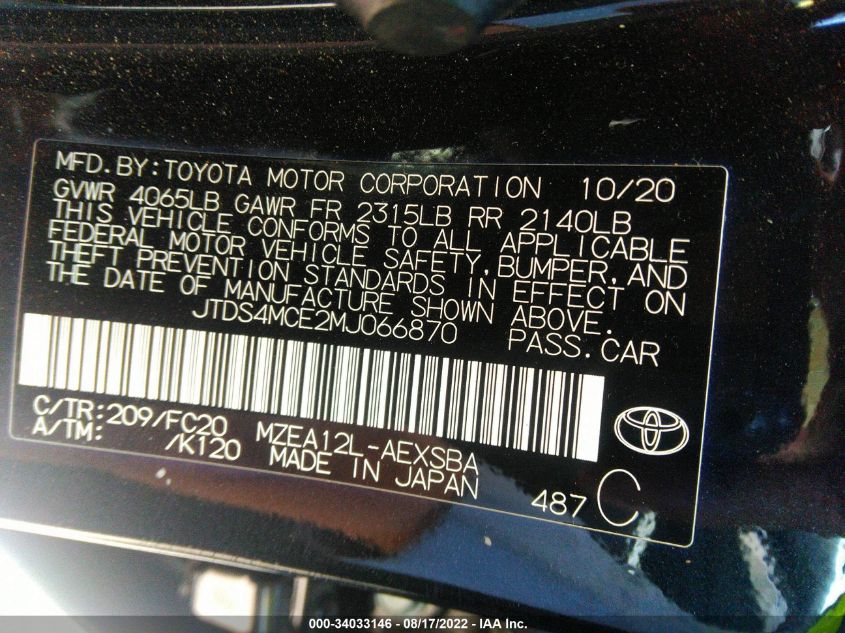 MFD.BY:TOYOTA MOTOR CORPORATION 10/20
GVWR 4065LB GAWR FR 2315LB RR 2140LB
THIS VEHICLE CONFORMS TO ALL APPLICABLE
FEDERAL MOTOR VEHICLE SAFETY,BUMPER,AND
THEFT PREVENTION STANDARDS IN EFFECT ON
THE DATE OF MANUFACTURE SHOWN ABOVE.
JTDS4MCE2MJ066870 PASS.CAR
C/TR:209/FC20 MZEA12L-AEXSBA
A/TM: /K120 MADE IN JAPAN
487 C
000-34033146 - 08/17/2022 - IAA Inc.